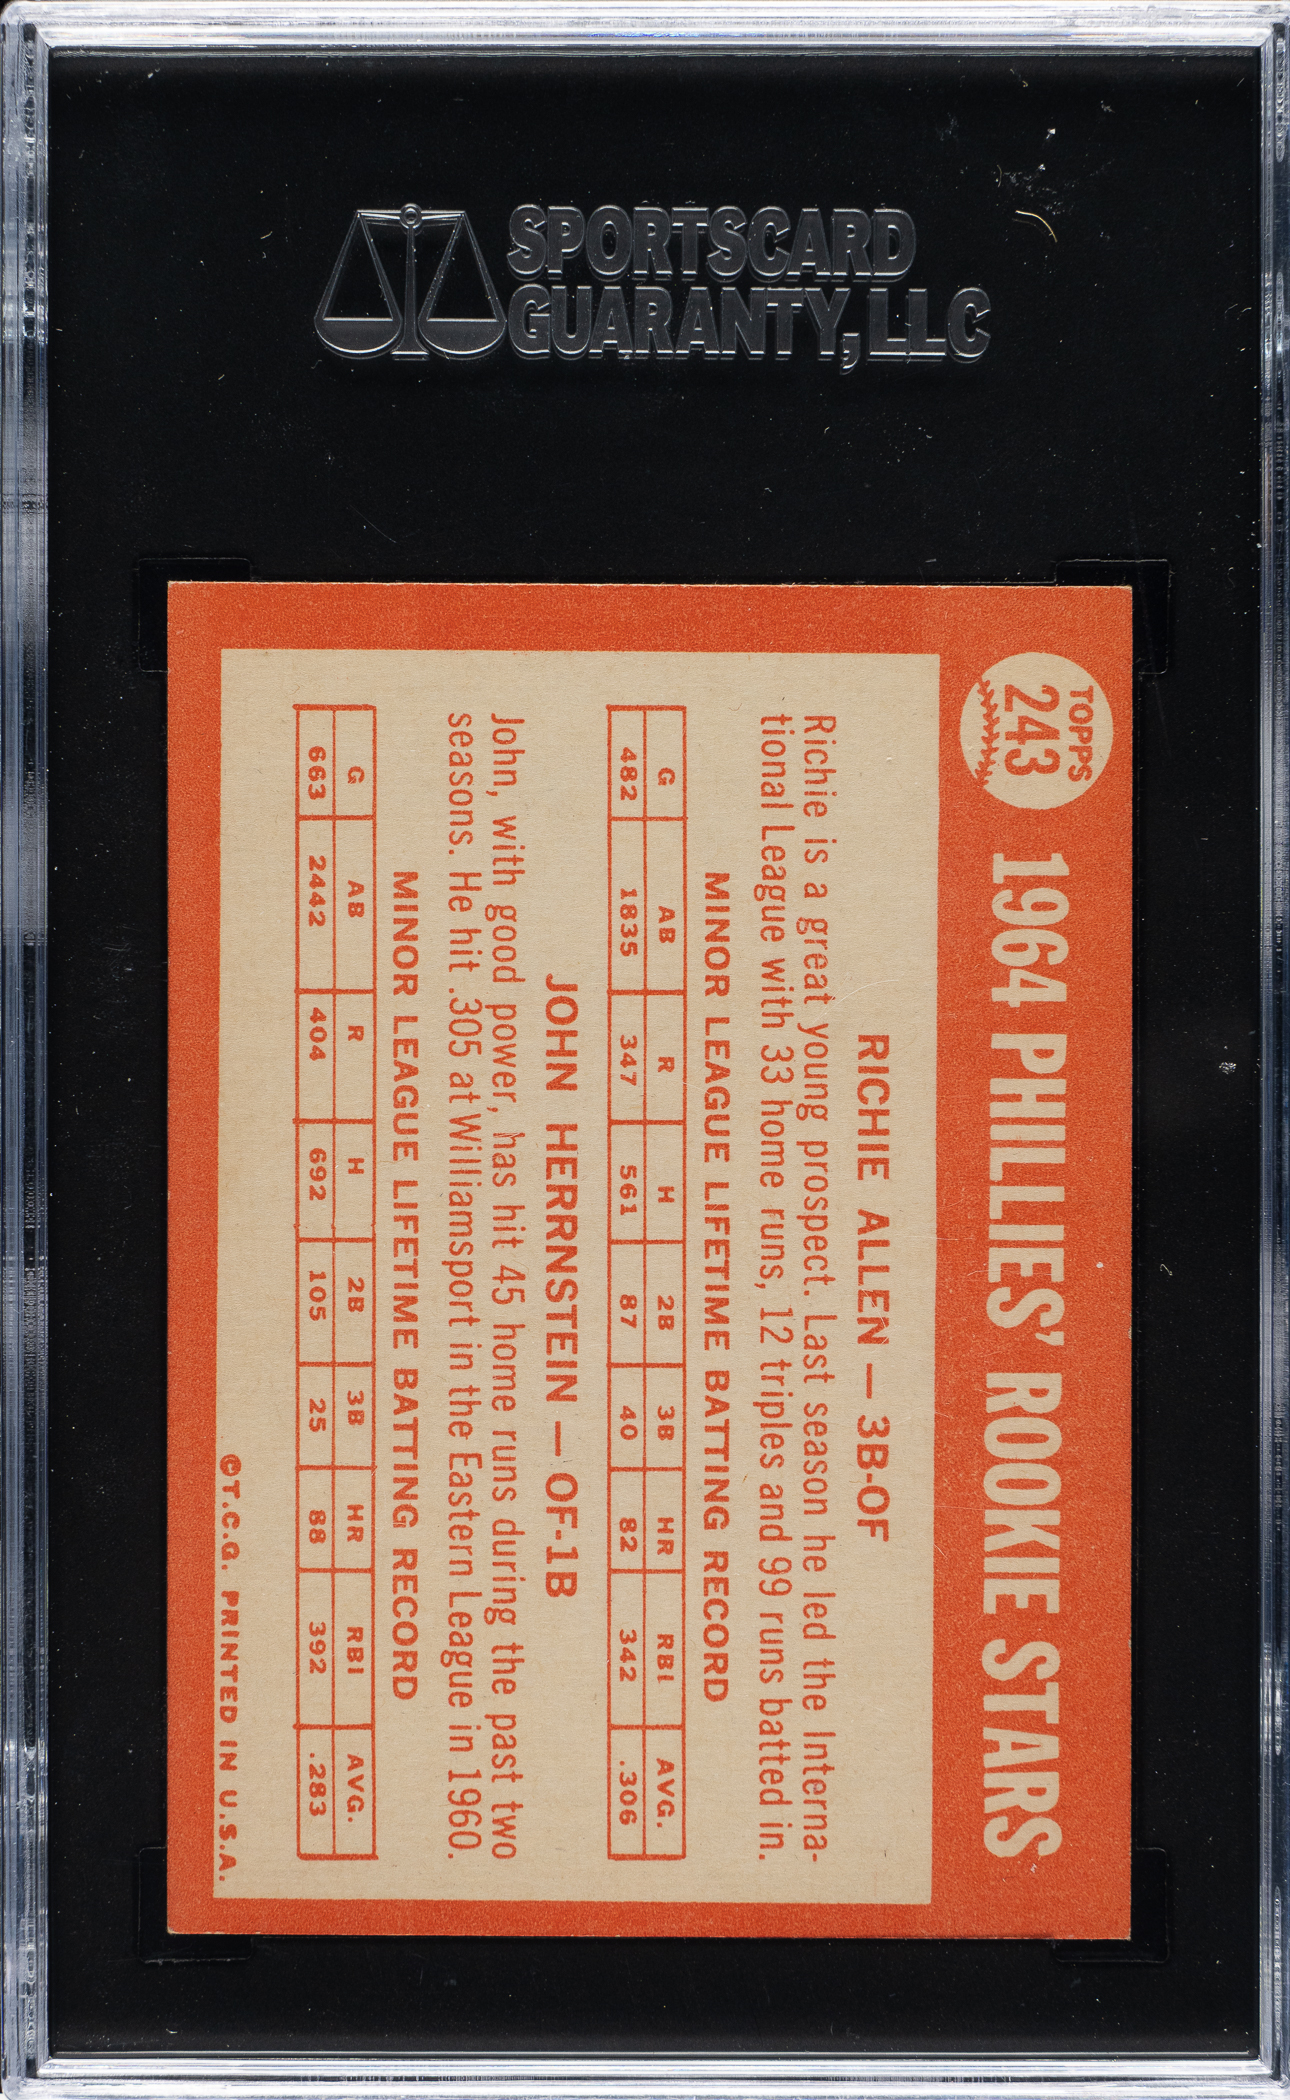 SPORTSCARD
GUARANTY, LLC
TOPPS
243
1964 PHILLIES' ROOKIE STARS
RICHIE ALLEN — 3B-OF
Richie is a great young prospect. Last season he led the Interna-
tional League with 33 home runs, 12 triples and 99 runs batted in.
MINOR LEAGUE LIFETIME BATTING RECORD
G AB R H 2B 3B HR RBI AVG.
482 1835 347 561 87 40 82 342 .306
JOHN HERRNSTEIN — OF-1B
John, with good power, has hit 45 home runs during the past two
seasons. He hit .305 at Williamsport in the Eastern League in 1960.
MINOR LEAGUE LIFETIME BATTING RECORD
G AB R H 2B 3B HR RBI AVG.
663 2442 404 692 105 25 88 392 .283
©T.C.G. PRINTED IN U.S.A.